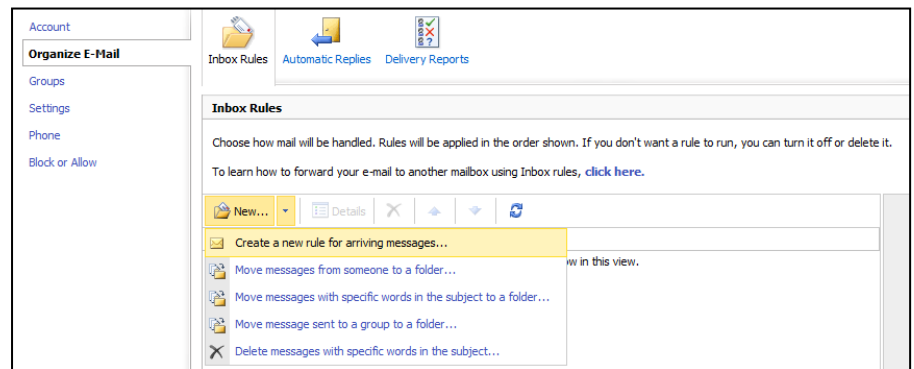 Account
Organize E-Mail
Groups
Settings
Phone
Block or Allow
Inbox Rules
Automatic Replies
Delivery Reports
Inbox Rules
Choose how mail will be handled. Rules will be applied in the order shown. If you don't want a rule to run, you can turn it off or delete it.
To learn how to forward your e-mail to another mailbox using Inbox rules, click here.
New... Details
Create a new rule for arriving messages...
w in this view.
Move messages from someone to a folder...
Move messages with specific words in the subject to a folder...
Move message sent to a group to a folder...
Delete messages with specific words in the subject...